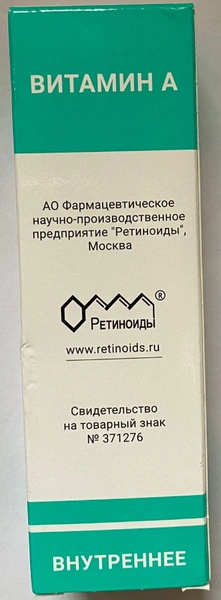 ВИТАМИН А
АО Фармацевтическое
научно-производственное
предприятие "Ретиноиды",
Москва
®
Ретиноиды
www.retinoids.ru
Свидетельство
на товарный знак
№ 371276
ВНУТРЕННЕЕ